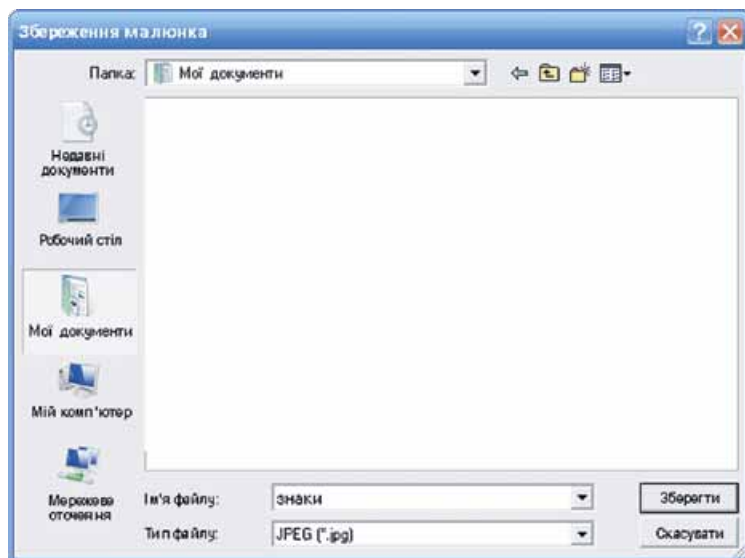 Збереження малюнка
Папка: Мої документи
Недавні
документи
Робочий стіл
Мої документи
Мій комп'ютер
Мережеве
оточення
Ім'я файлу: знаки Зберегти
Тип файлу: JPEG (*.jpg) Скасувати